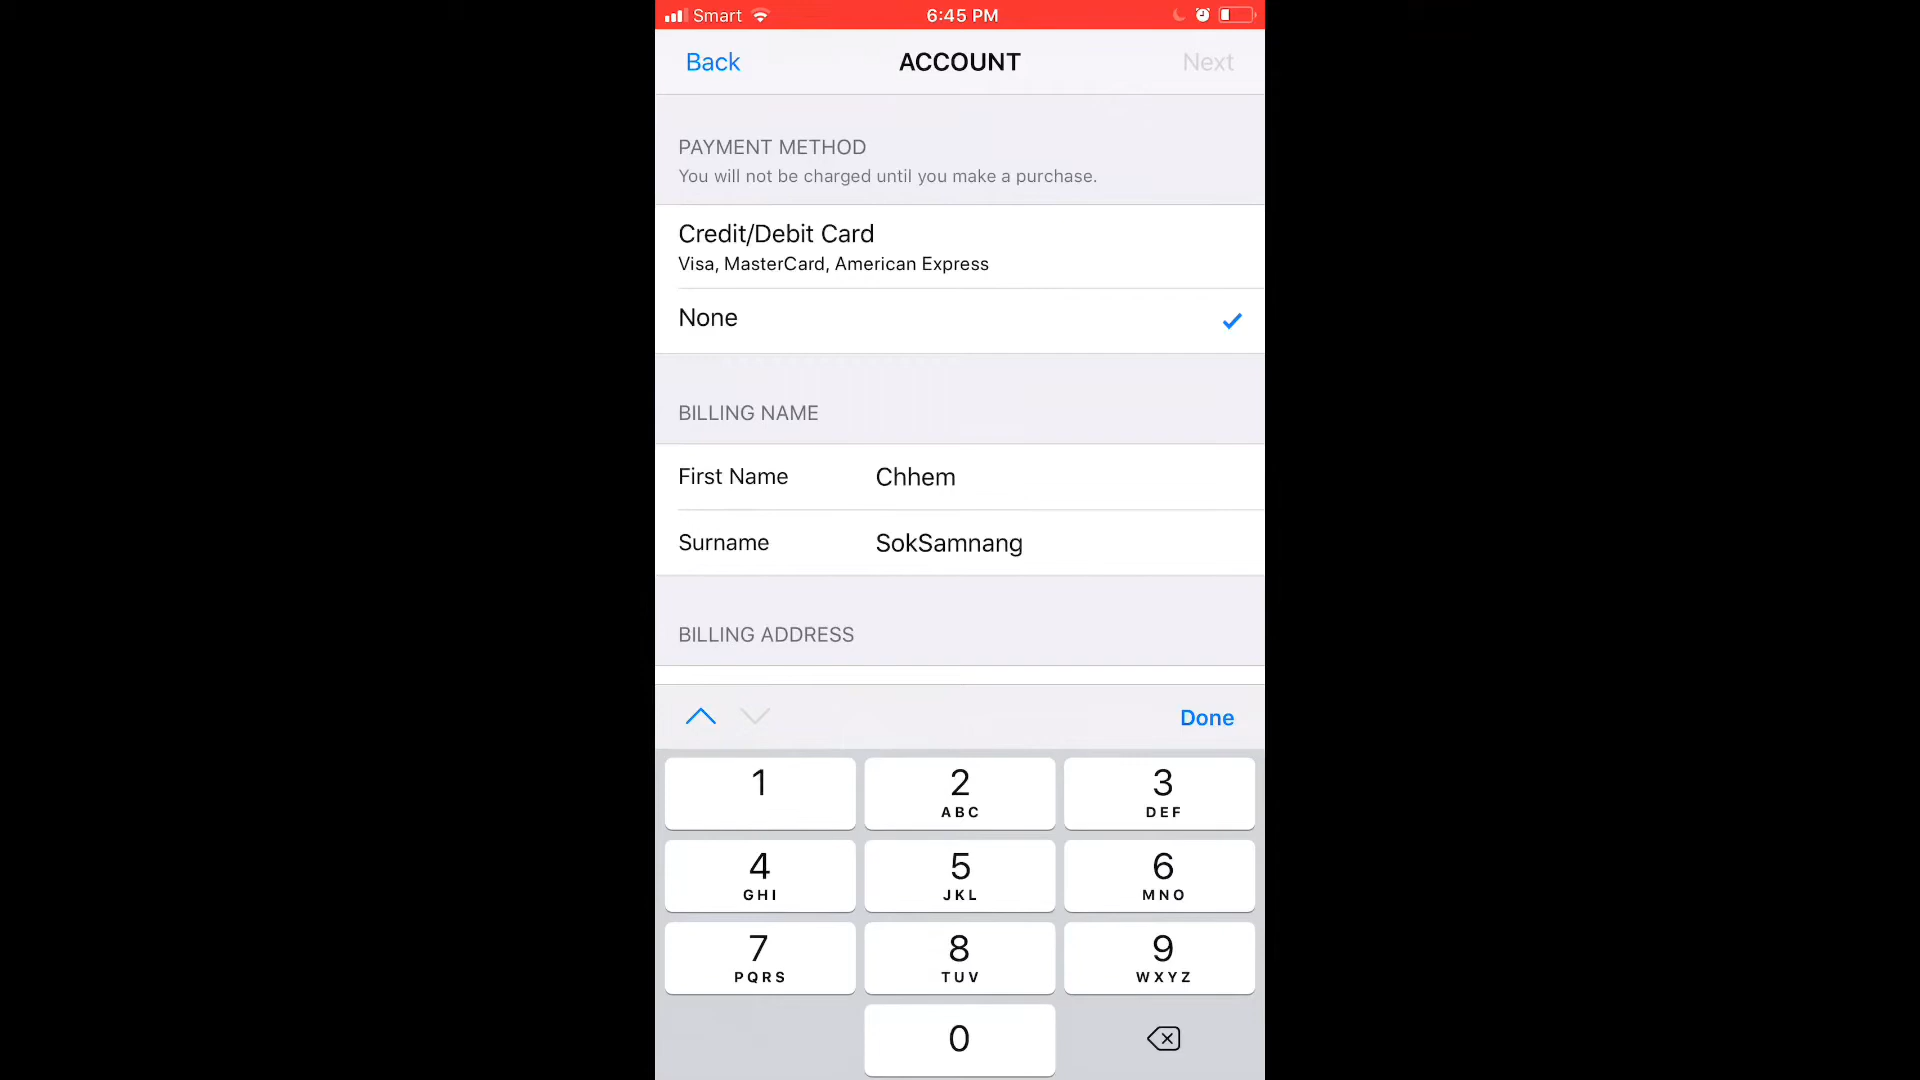 Smart 6:45 PM
Back ACCOUNT Next
PAYMENT METHOD
You will not be charged until you make a purchase.
Credit/Debit Card
Visa, MasterCard, American Express
None
BILLING NAME
First Name Chhem
Surname SokSamnang
BILLING ADDRESS
Done
1 2 3
ABC DEF
4 5 6
GHI JKL MNO
7 8 9
PQRS TUV WXYZ
0